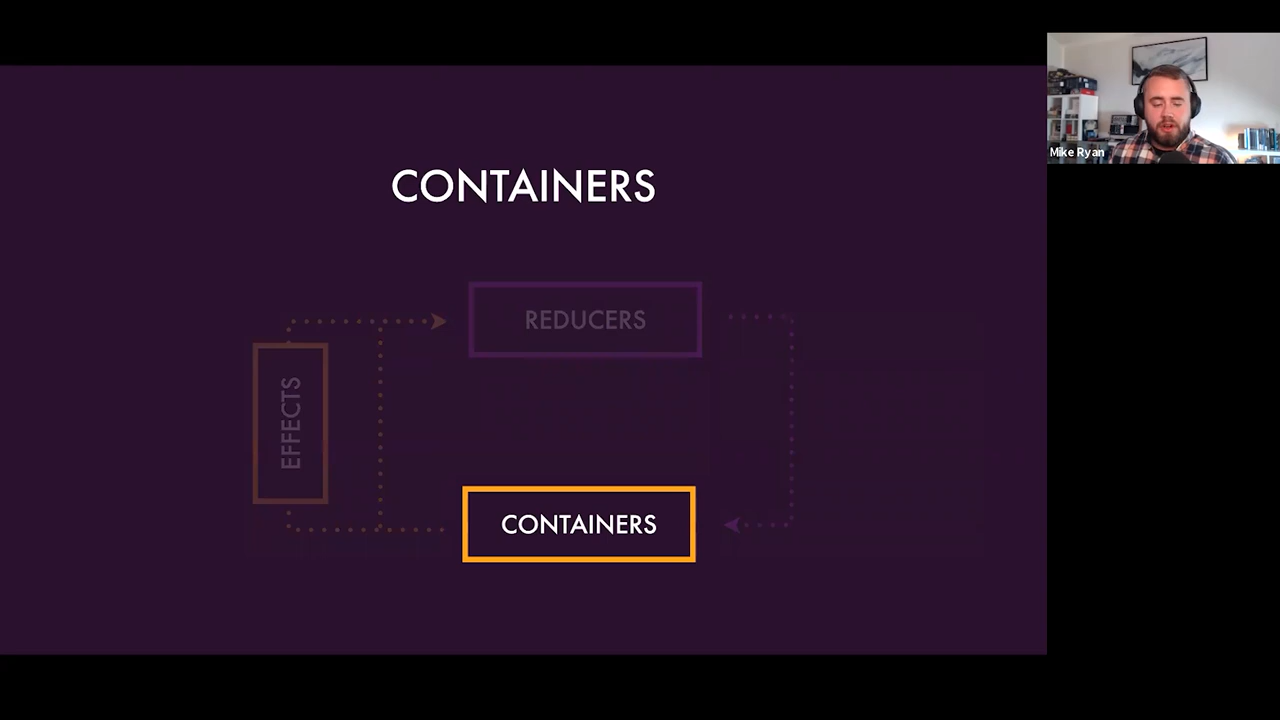 CONTAINERS
REDUCERS
EFFECTS
CONTAINERS
Mike Ryan